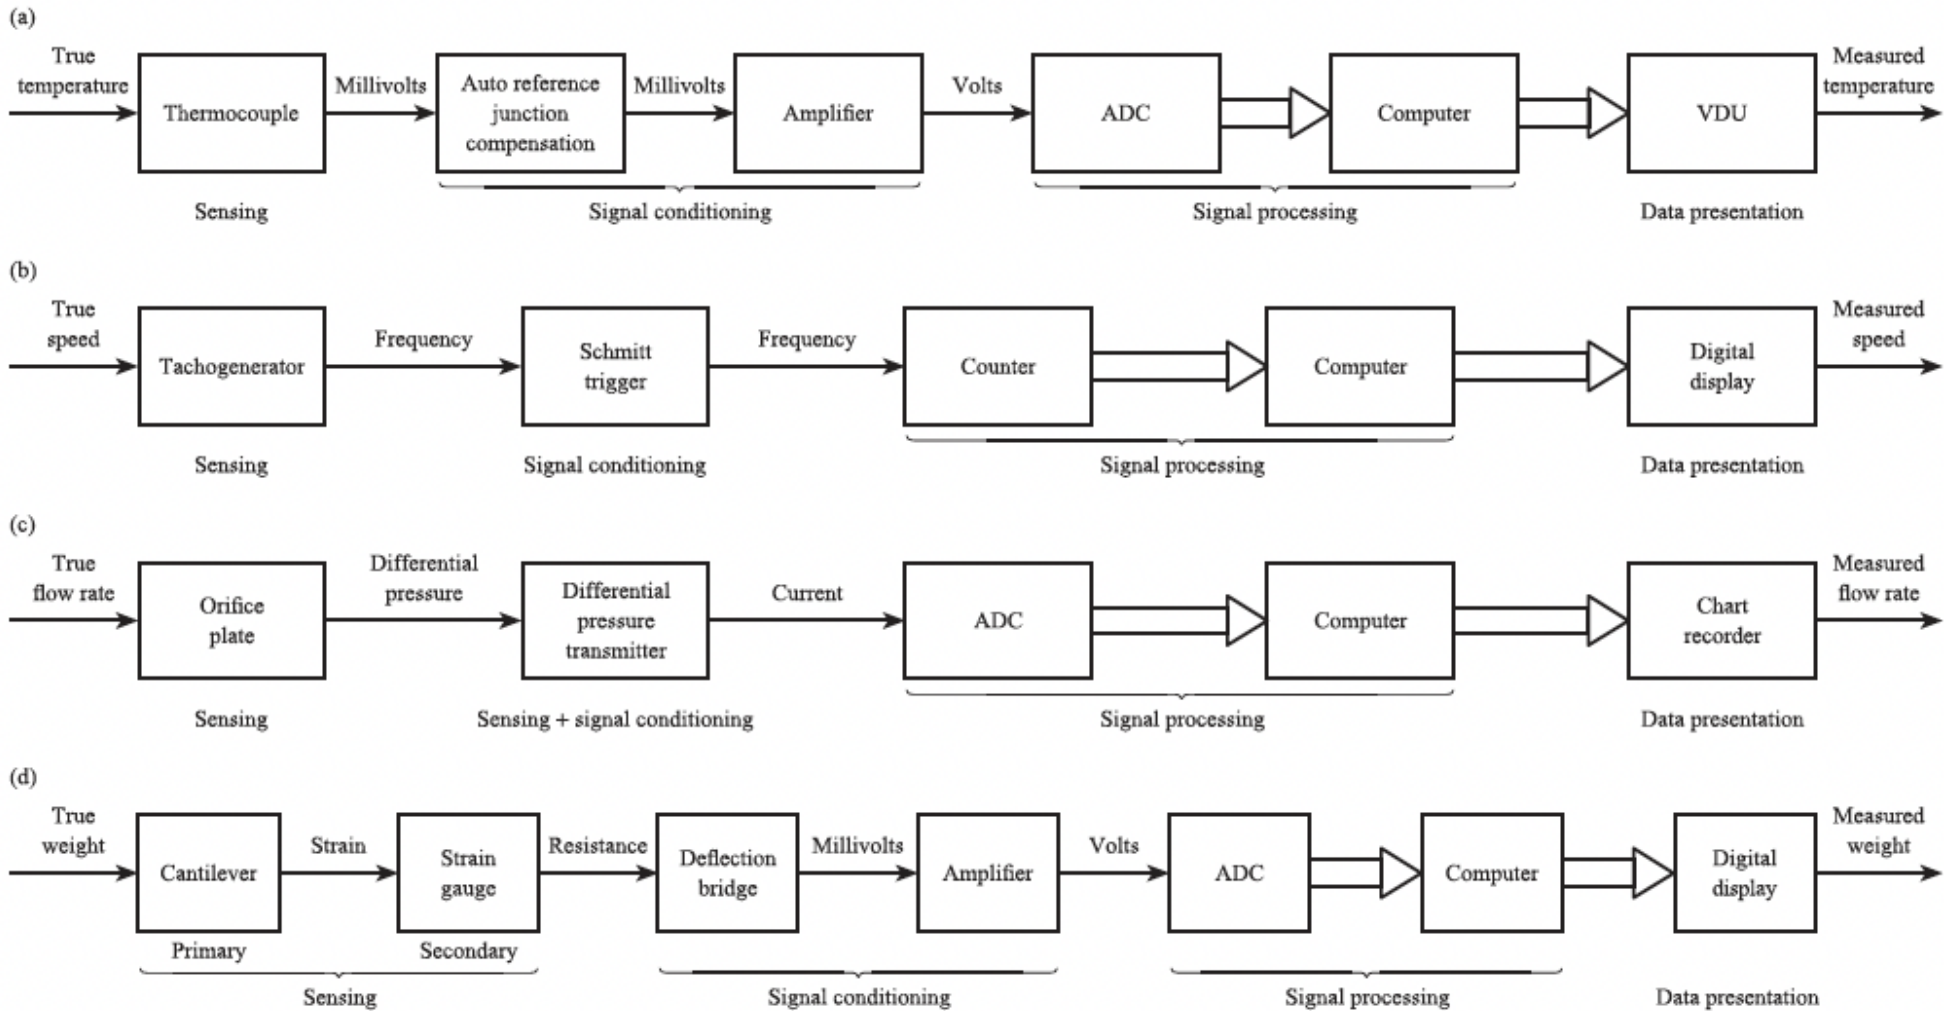 (a)
True
temperature
Thermocouple
Millivolts
Auto reference
junction
compensation
Millivolts
Amplifier
Volts
ADC
Computer
VDU
Measured
temperature
Sensing
Signal conditioning
Signal processing
Data presentation
(b)
True
speed
Tachogenerator
Frequency
Schmitt
trigger
Frequency
Counter
Computer
Digital
display
Measured
speed
Sensing
Signal conditioning
Signal processing
Data presentation
(c)
True
flow rate
Orifice
plate
Differential
pressure
Differential
pressure
transmitter
Current
ADC
Computer
Chart
recorder
Measured
flow rate
Sensing
Sensing + signal conditioning
Signal processing
Data presentation
(d)
True
weight
Cantilever
Strain
Strain
gauge
Resistance
Deflection
bridge
Millivolts
Amplifier
Volts
ADC
Computer
Digital
display
Measured
weight
Primary
Secondary
Sensing
Signal conditioning
Signal processing
Data presentation